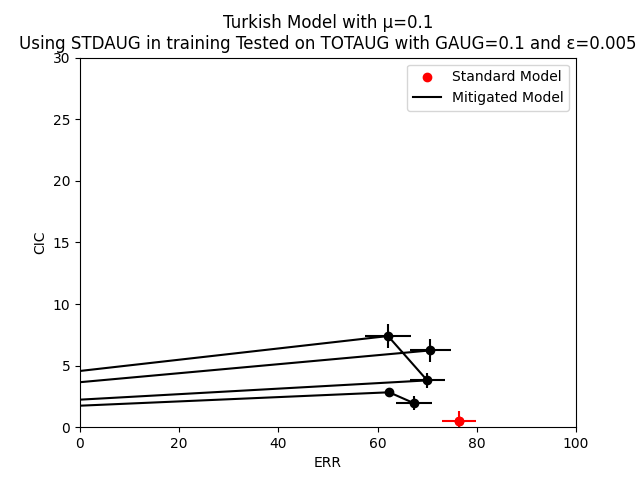 Turkish Model with μ=0.1
Using STDAUG in training Tested on TOTAUG with GAUG=0.1 and ε=0.005
Standard Model
Mitigated Model
30
25
20
15
10
5
0
CIC
0 20 40 60 80 100
ERR